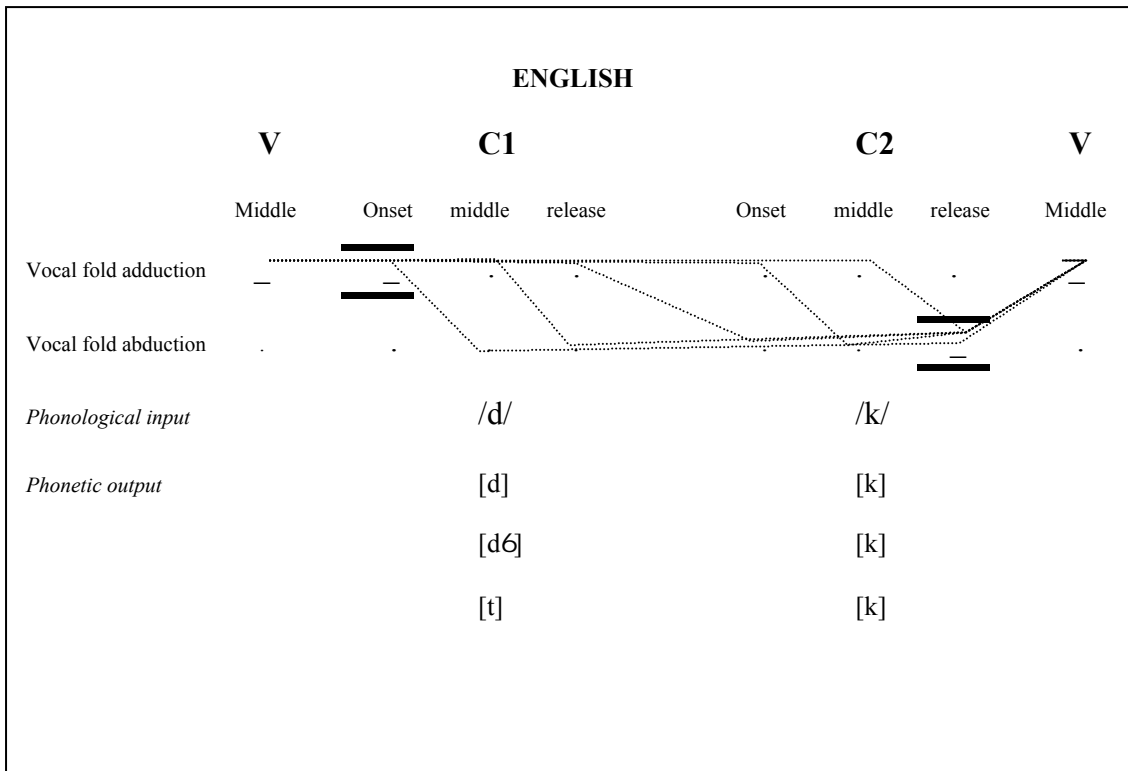 ENGLISH
V C1 C2 V
Middle Onset middle release Onset middle release Middle
Vocal fold adduction
Vocal fold abduction
Phonological input /d/ /k/
Phonetic output [d] [k]
[d6] [k]
[t] [k]